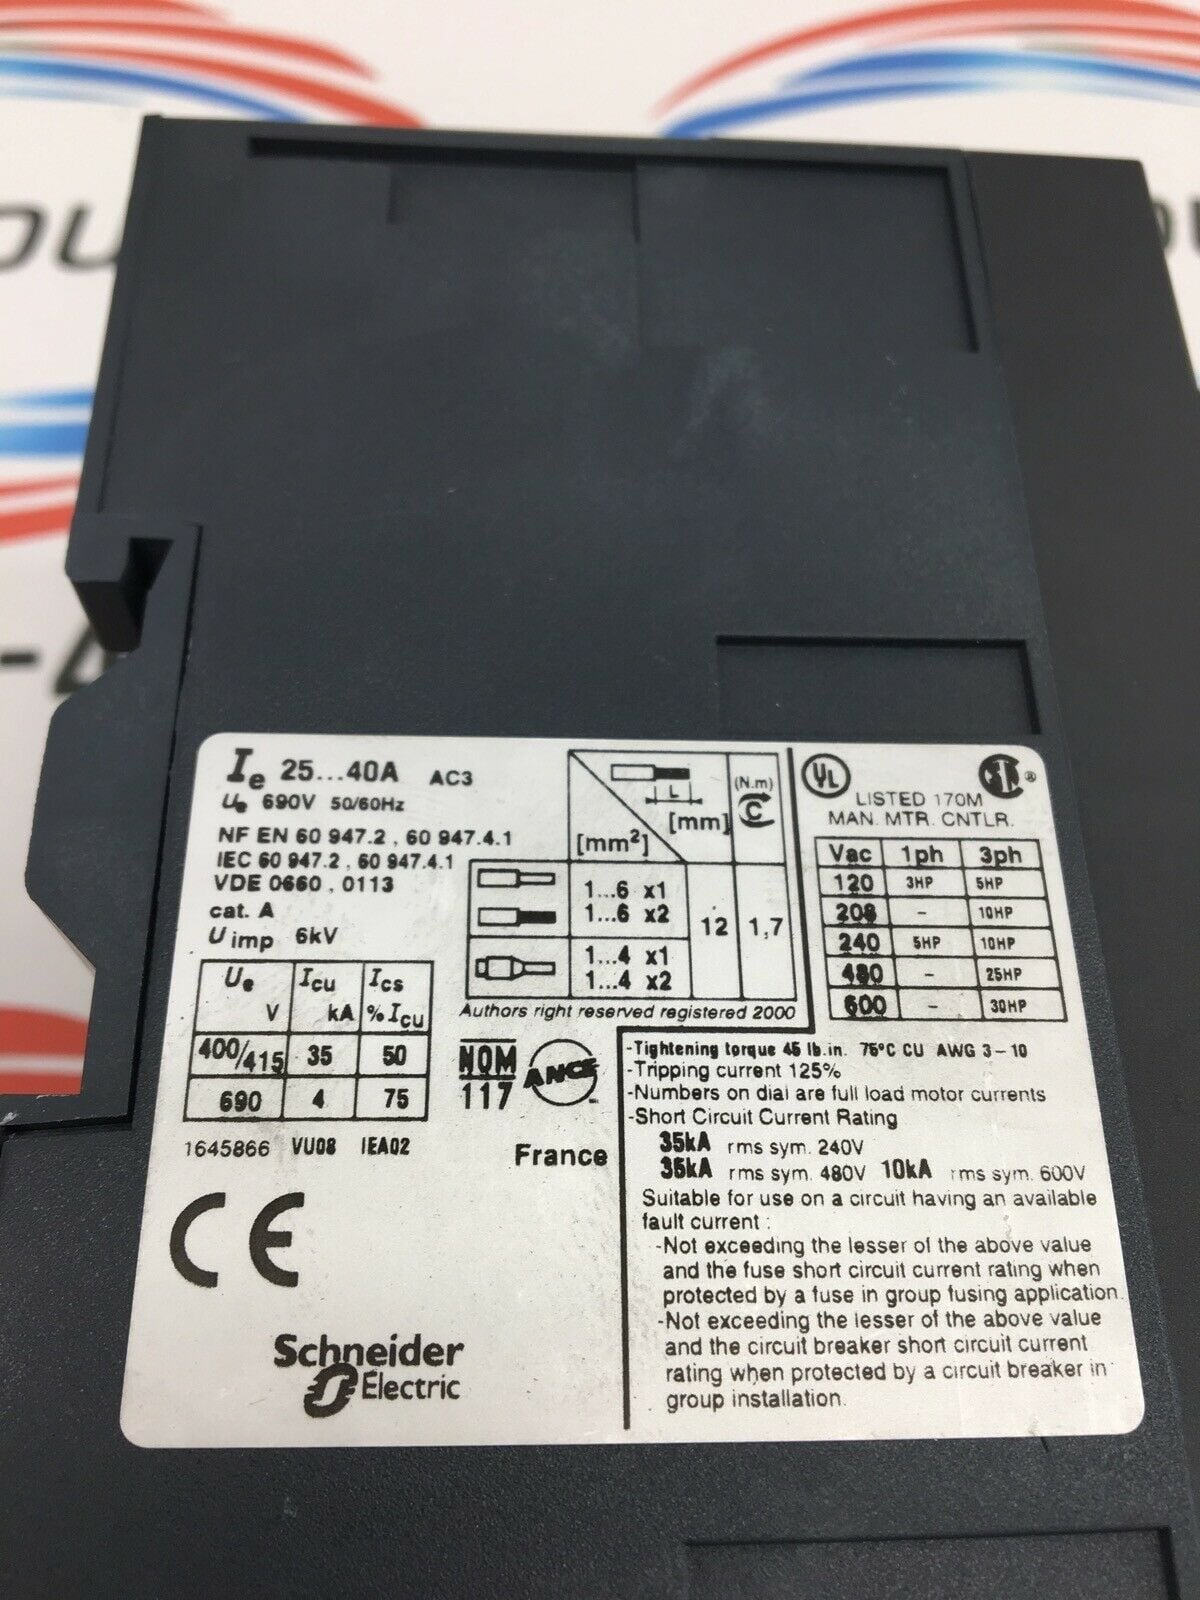 Ie 25...40A AC3
Ue 690V 50/60Hz
NF EN 60 947.2 , 60 947.4.1
IEC 60 947.2 , 60 947.4.1
VDE 0660 , 0113
cat. A
U imp 6kV
Ue V Icu kA Ics % Icu
400/415 35 50
690 4 75
1645866 VU08 IEA02
CE
Schneider
Electric
[mm²] L [mm] (N.m) C
1...6 x1
1...6 x2
1...4 x1
1...4 x2
12 1,7
Authors right reserved registered 2000
NOM
117
ANCE
France
UL
LISTED 170M
MAN. MTR. CNTLR.
®
Vac 1ph 3ph
120 3HP 5HP
208 - 10HP
240 5HP 10HP
480 - 25HP
600 - 30HP
-Tightening torque 45 lb.in. 75°C CU AWG 3-10
-Tripping current 125%
-Numbers on dial are full load motor currents
-Short Circuit Current Rating
35kA rms sym. 240V
35kA rms sym. 480V 10kA rms sym. 600V
Suitable for use on a circuit having an available
fault current :
-Not exceeding the lesser of the above value
and the fuse short circuit current rating when
protected by a fuse in group fusing application.
-Not exceeding the lesser of the above value
and the circuit breaker short circuit current
rating when protected by a circuit breaker in
group installation.